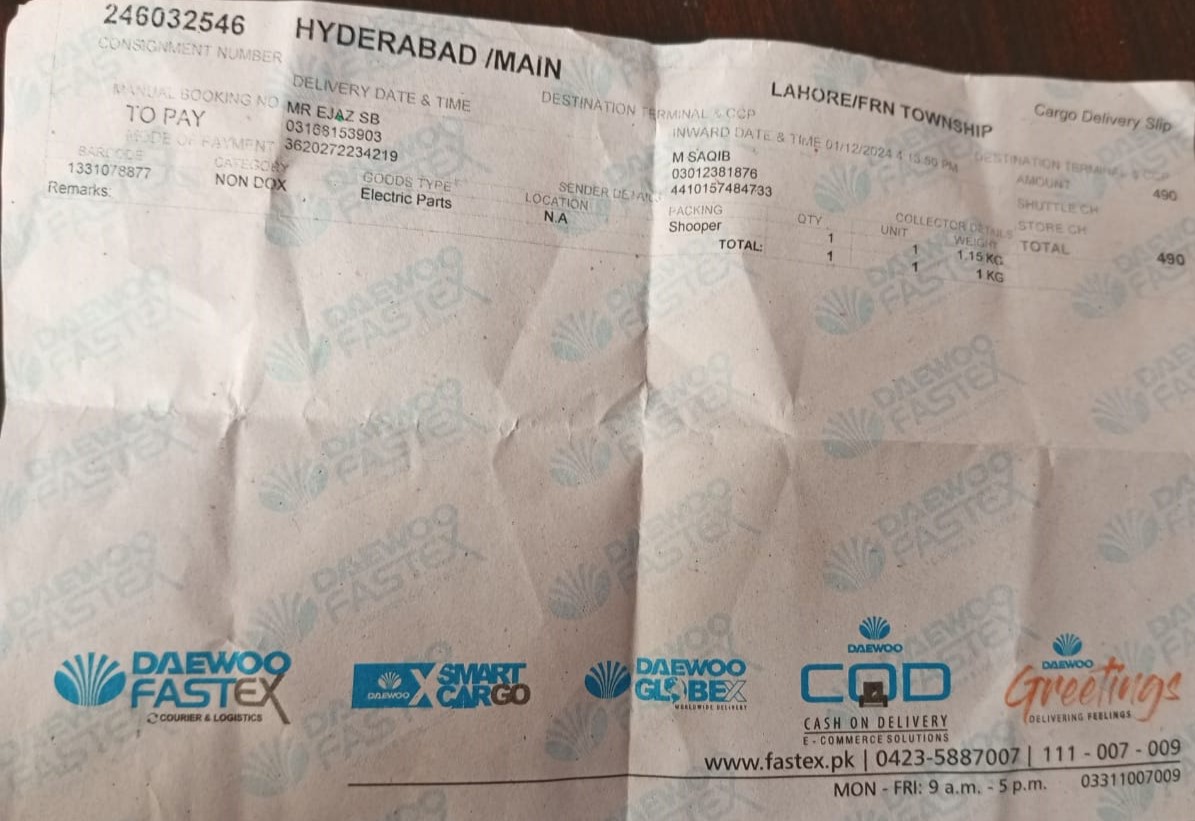 246032546 HYDERABAD /MAIN LAHORE/FRN TOWNSHIP Cargo Delivery Slip
CONSIGNMENT NUMBER DELIVERY DATE & TIME DESTINATION TERMINAL & CCP INWARD DATE & TIME 01/12/2024 4 DESTINATION TERMINAL & CCP
MANUAL BOOKING NO MR EJAZ SB M SAQIB AMOUNT 490
TO PAY 03168153903 03012381876 SHUTTLE CH
MODE OF PAYMENT 3620272234219 SENDER DETAILS 4410157484733 COLLECTOR DETAILS STORE CH
BARCODE CATEGORY GOODS TYPE LOCATION PACKING QTY UNIT WEIGHT TOTAL 490
1331078877 NON DOX Electric Parts N.A Shooper 1 1 1.15 KG
Remarks: TOTAL: 1 1 1 KG
DAEWOO FASTEX
COURIER & LOGISTICS
DAEWOO X SMART CARGO
DAEWOO GLOBEX
WORLDWIDE DELIVERY
DAEWOO
COD
CASH ON DELIVERY
E-COMMERCE SOLUTIONS
DAEWOO
Greetings
DELIVERING FEELINGS
www.fastex.pk | 0423-5887007 | 111 - 007 - 009
MON - FRI: 9 a.m. - 5 p.m. 03311007009